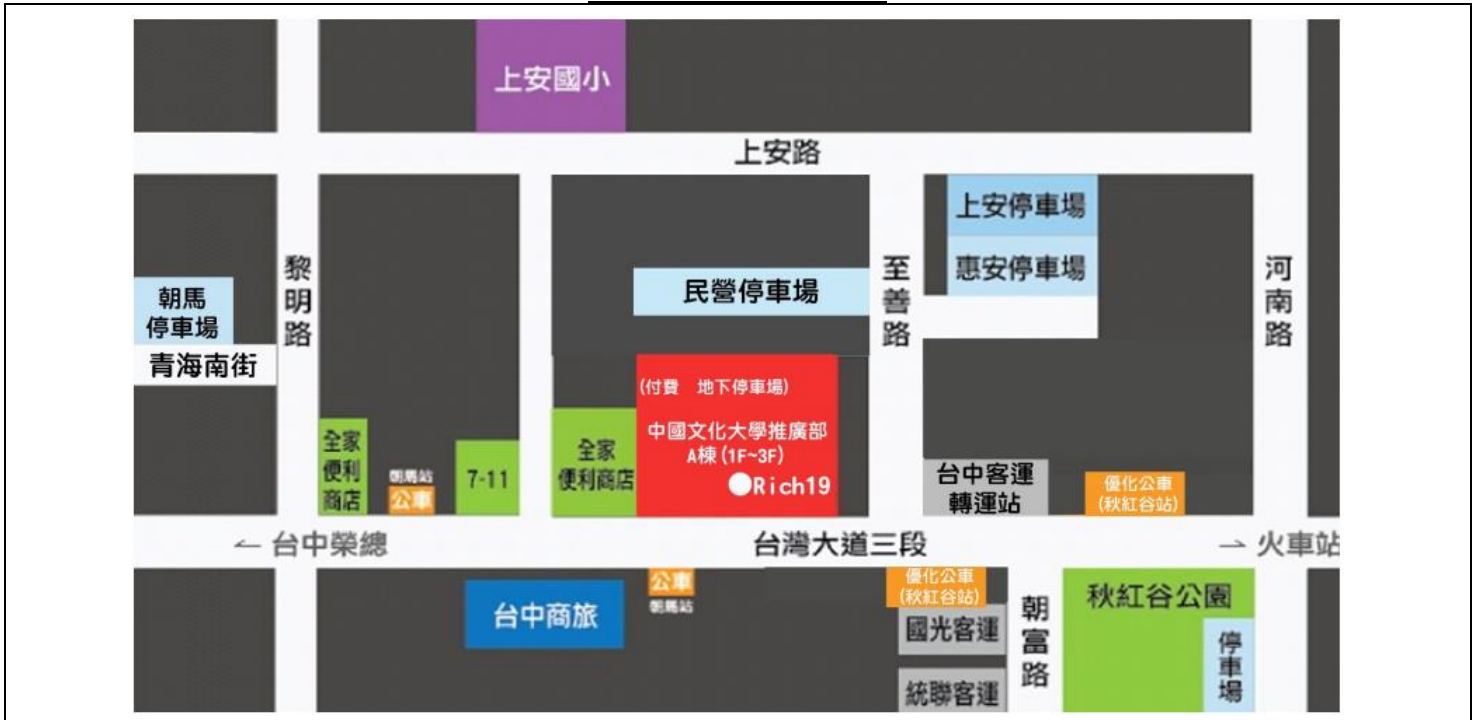 上安國小
上安路
上安停車場
惠安停車場
黎明路
至善路
河南路
朝馬
停車場
民營停車場
青海南街
(付費 地下停車場)
中國文化大學推廣部
A棟(1F~3F)
Rich19
全家
便利
商店
朝馬站
公車
7-11
全家
便利商店
台中客運
轉運站
優化公車
(秋紅谷站)
← 台中榮總
台灣大道三段
→ 火車站
台中商旅
公車
朝馬站
優化公車
(秋紅谷站)
國光客運
統聯客運
朝富路
秋紅谷公園
停車場